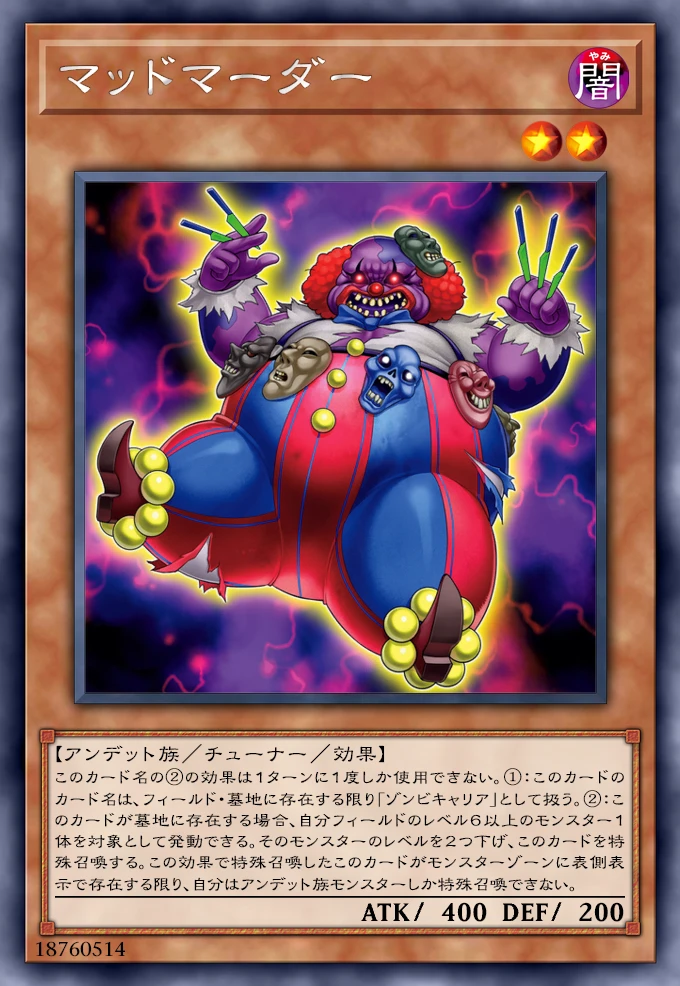 マッドマーダー
やみ
闇
【アンデット族／チューナー／効果】
このカード名の②の効果は１ターンに１度しか使用できない。①：このカードの
カード名は、フィールド・墓地に存在する限り「ゾンビキャリア」として扱う。②：こ
のカードが墓地に存在する場合、自分フィールドのレベル６以上のモンスター１
体を対象として発動できる。そのモンスターのレベルを２つ下げ、このカードを特
殊召喚する。この効果で特殊召喚したこのカードがモンスターゾーンに表側表
示で存在する限り、自分はアンデット族モンスターしか特殊召喚できない。
ATK/ 400 DEF/ 200
18760514